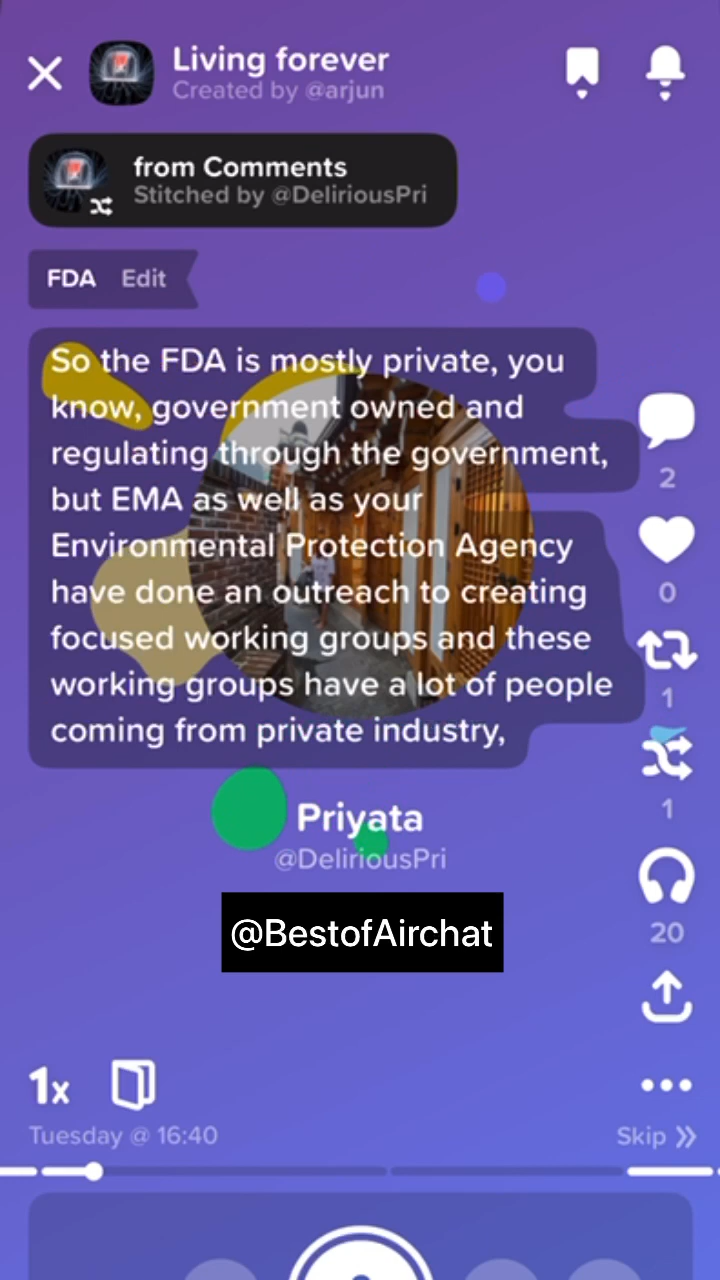 Living forever
Created by @arjun
from Comments
Stitched by @DeliriousPri
FDA Edit
So the FDA is mostly private, you
know, government owned and
regulating through the government,
but EMA as well as your
Environmental Protection Agency
have done an outreach to creating
focused working groups and these
working groups have a lot of people
coming from private industry,
2
0
1
1
20
Priyata
@DeliriousPri
@BestofAirchat
1x
Tuesday @ 16:40
Skip